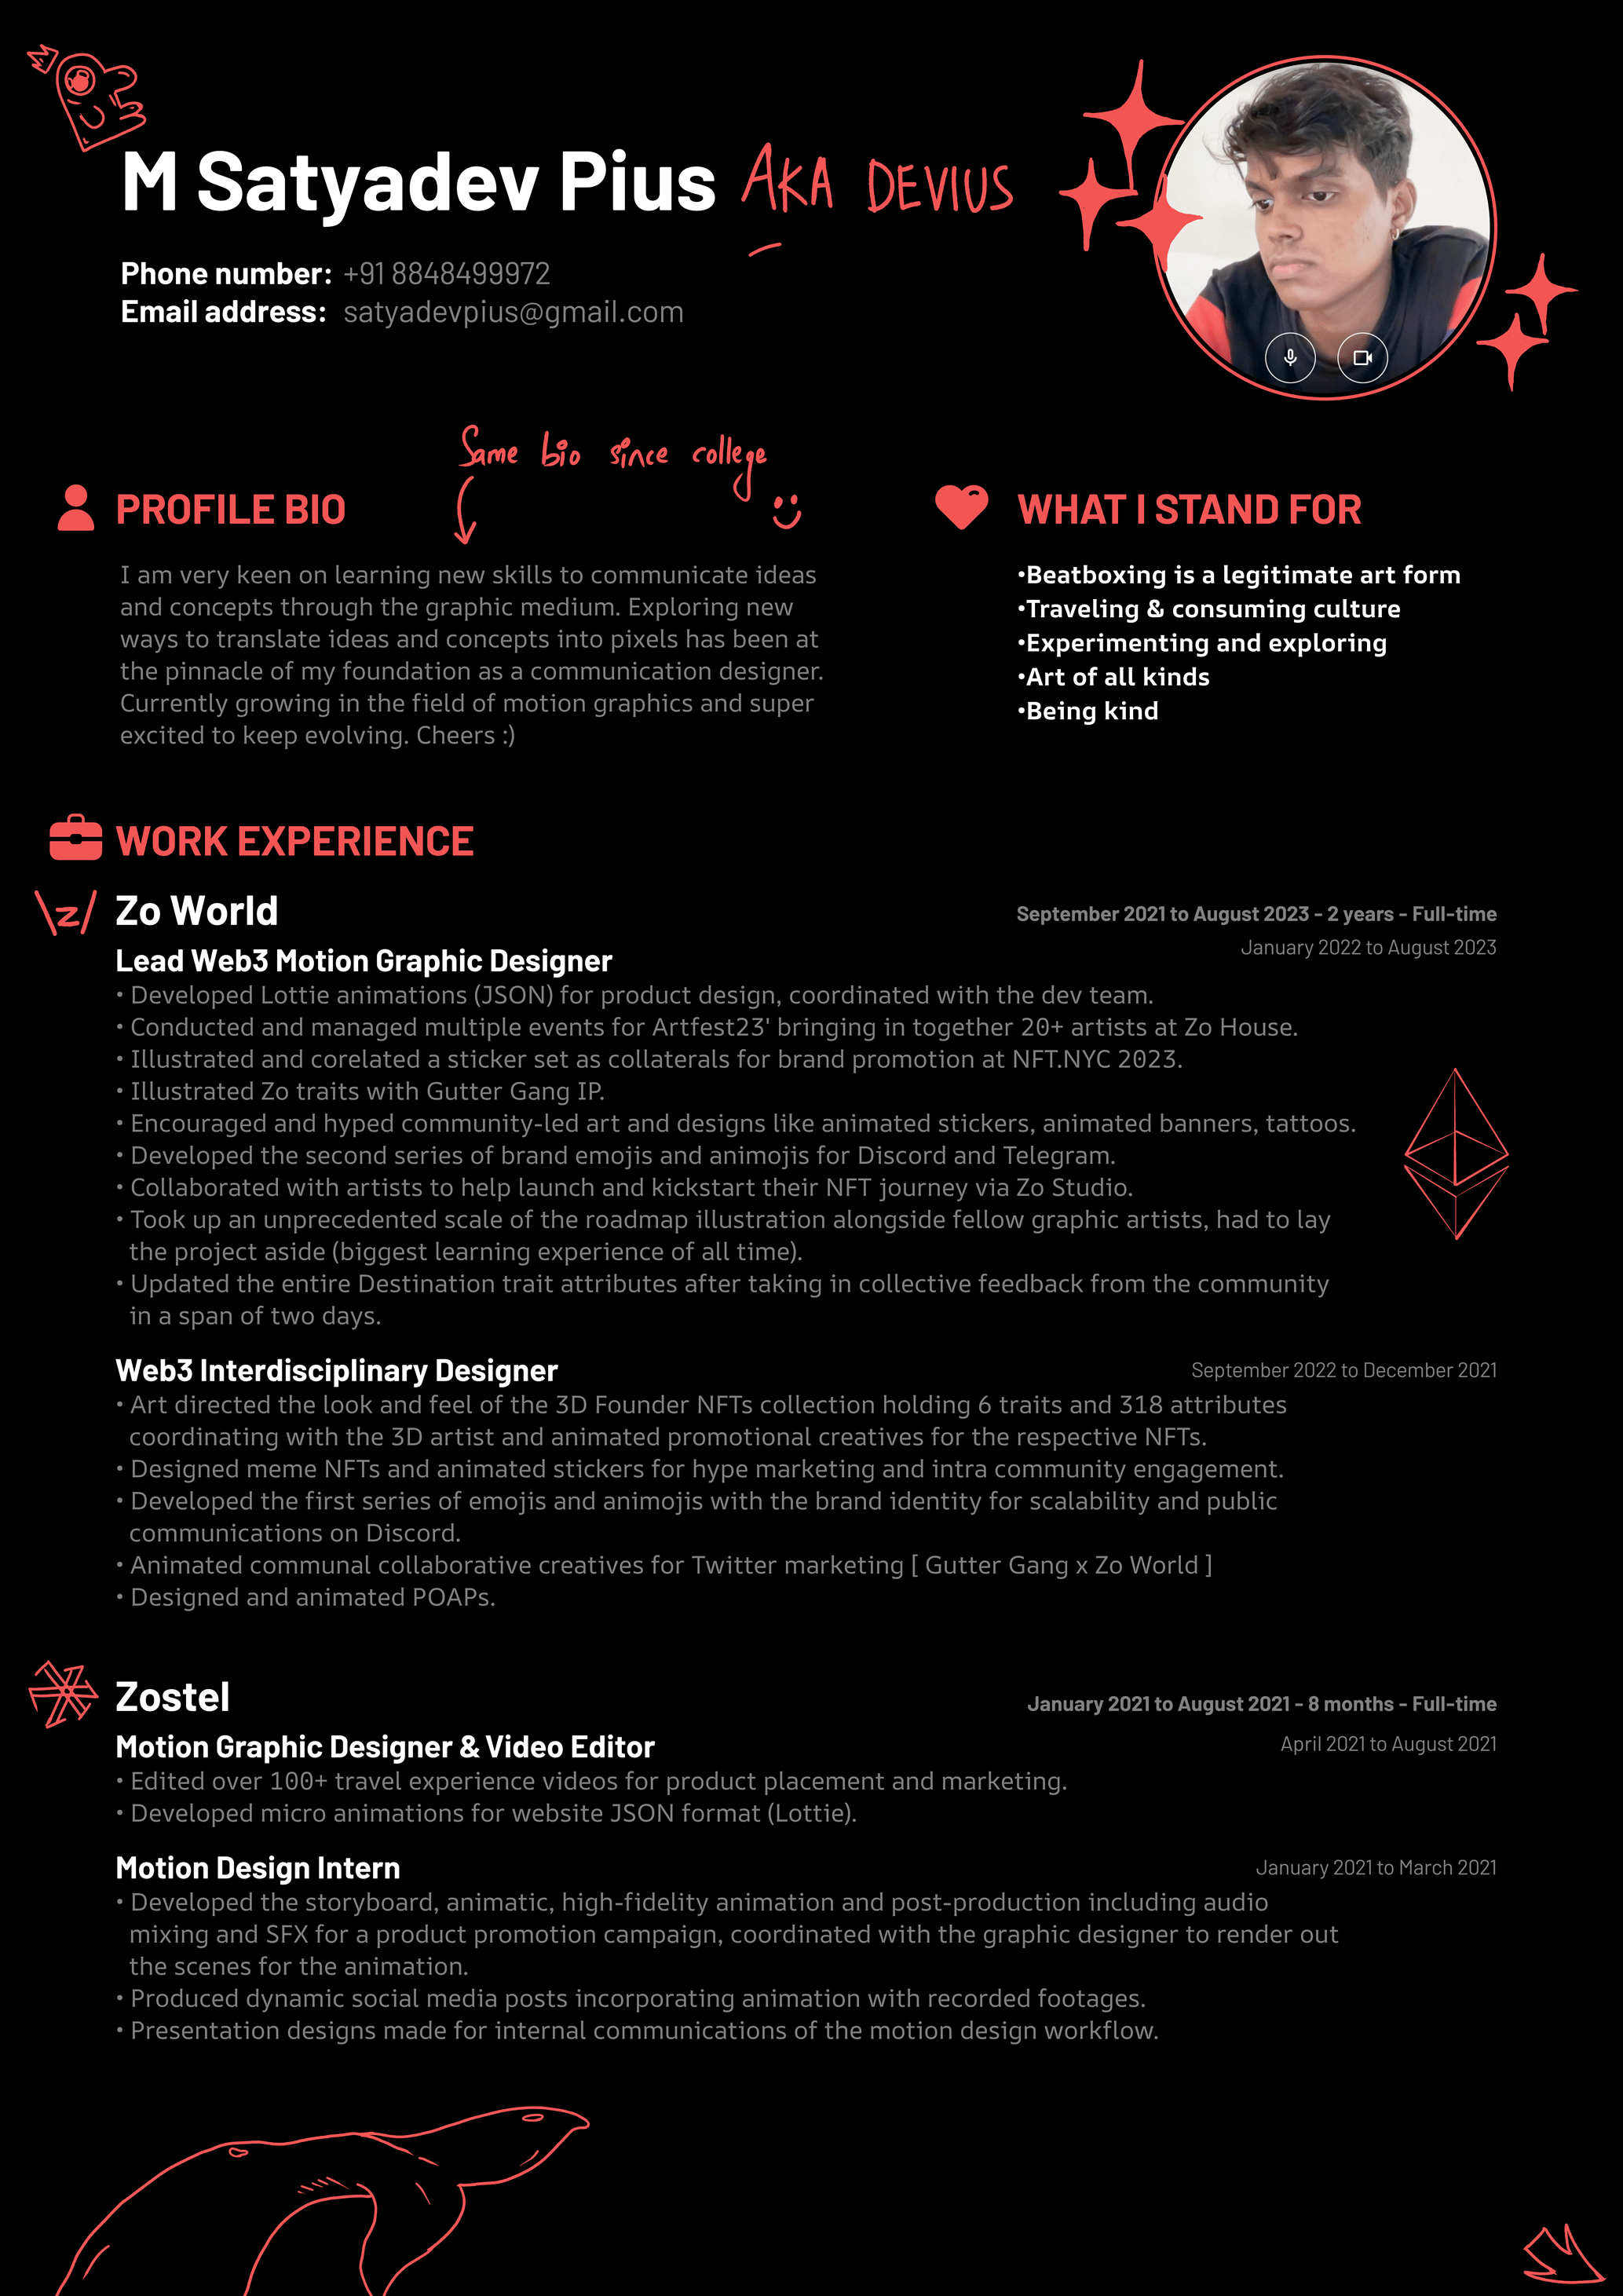 M Satyadev Pius AKA DEVIUS
Phone number: +91 8848499972
Email address: satyadevpius@gmail.com
Same bio since college
PROFILE BIO
I am very keen on learning new skills to communicate ideas
and concepts through the graphic medium. Exploring new
ways to translate ideas and concepts into pixels has been at
the pinnacle of my foundation as a communication designer.
Currently growing in the field of motion graphics and super
excited to keep evolving. Cheers :)
WHAT I STAND FOR
•Beatboxing is a legitimate art form
•Traveling & consuming culture
•Experimenting and exploring
•Art of all kinds
•Being kind
WORK EXPERIENCE
\z/ Zo World
September 2021 to August 2023 - 2 years - Full-time
Lead Web3 Motion Graphic Designer
January 2022 to August 2023
• Developed Lottie animations (JSON) for product design, coordinated with the dev team.
• Conducted and managed multiple events for Artfest23' bringing in together 20+ artists at Zo House.
• Illustrated and corelated a sticker set as collaterals for brand promotion at NFT.NYC 2023.
• Illustrated Zo traits with Gutter Gang IP.
• Encouraged and hyped community-led art and designs like animated stickers, animated banners, tattoos.
• Developed the second series of brand emojis and animojis for Discord and Telegram.
• Collaborated with artists to help launch and kickstart their NFT journey via Zo Studio.
• Took up an unprecedented scale of the roadmap illustration alongside fellow graphic artists, had to lay
the project aside (biggest learning experience of all time).
• Updated the entire Destination trait attributes after taking in collective feedback from the community
in a span of two days.
Web3 Interdisciplinary Designer
September 2022 to December 2021
• Art directed the look and feel of the 3D Founder NFTs collection holding 6 traits and 318 attributes
coordinating with the 3D artist and animated promotional creatives for the respective NFTs.
• Designed meme NFTs and animated stickers for hype marketing and intra community engagement.
• Developed the first series of emojis and animojis with the brand identity for scalability and public
communications on Discord.
• Animated communal collaborative creatives for Twitter marketing [ Gutter Gang x Zo World ]
• Designed and animated POAPs.
Zostel
January 2021 to August 2021 - 8 months - Full-time
Motion Graphic Designer & Video Editor
April 2021 to August 2021
• Edited over 100+ travel experience videos for product placement and marketing.
• Developed micro animations for website JSON format (Lottie).
Motion Design Intern
January 2021 to March 2021
• Developed the storyboard, animatic, high-fidelity animation and post-production including audio
mixing and SFX for a product promotion campaign, coordinated with the graphic designer to render out
the scenes for the animation.
• Produced dynamic social media posts incorporating animation with recorded footages.
• Presentation designs made for internal communications of the motion design workflow.